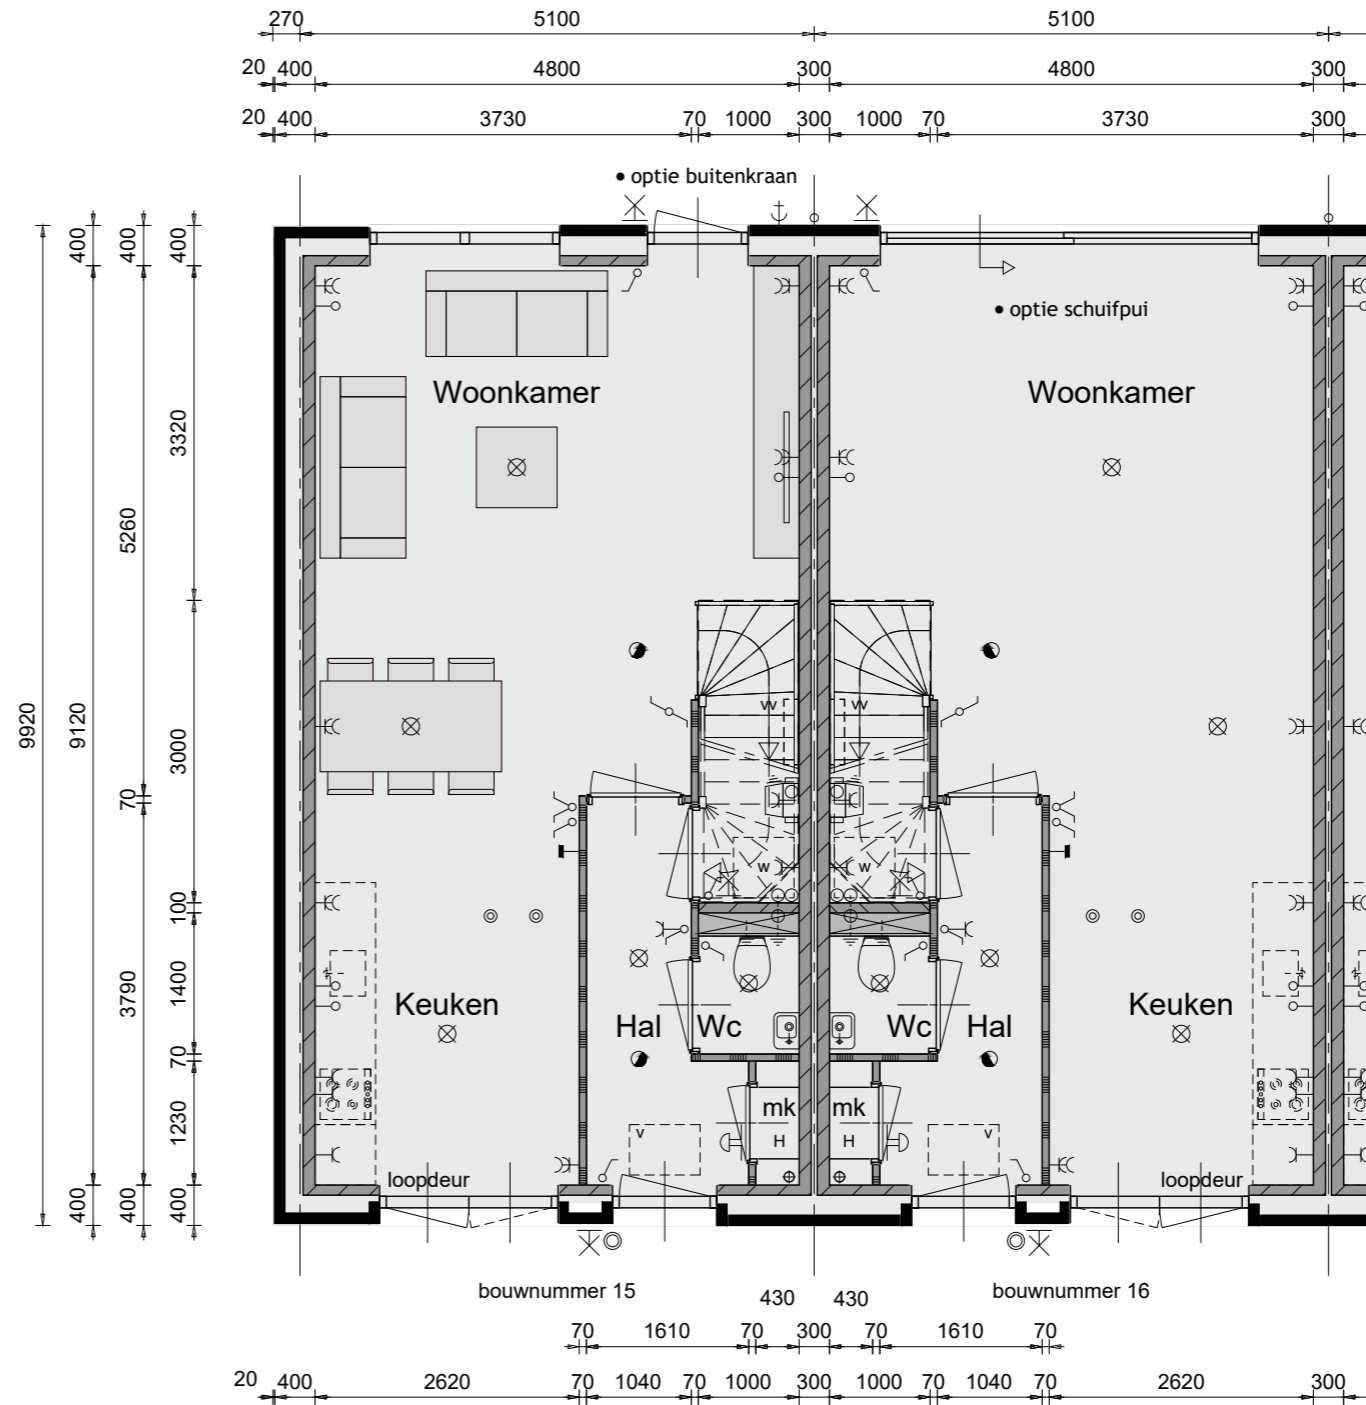 270 5100 5100
20 400 4800 300 4800 300
20 400 3730 70 1000 300 1000 70 3730 300
• optie buitenkraan
400 400 400
• optie schuifpui
Woonkamer Woonkamer
3320
5260
9920 9120 3000
vv vv
70
w w
100
3790 1400
Keuken Hal Wc Wc Hal Keuken
70
1230
mk mk
v H H v
loopdeur loopdeur
400 400 400
bouwnummer 15 bouwnummer 16
430 430
70 1610 70 300 70 1610 70
20 400 2620 70 1040 70 1000 300 1000 70 1040 70 2620 300